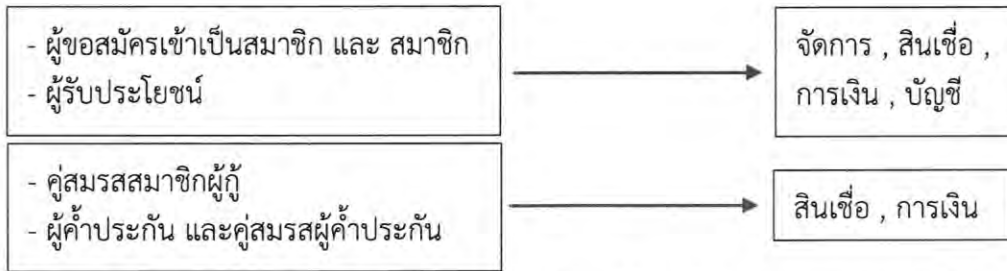 - ผู้ขอสมัครเข้าเป็นสมาชิก และ สมาชิก
- ผู้รับประโยชน์
จัดการ , สินเชื่อ ,
การเงิน , บัญชี
- คู่สมรสสมาชิกผู้กู้
- ผู้ค้ำประกัน และคู่สมรสผู้ค้ำประกัน
สินเชื่อ , การเงิน